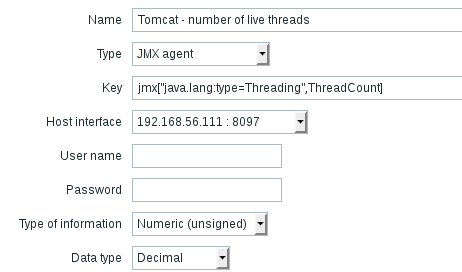 Name Tomcat - number of live threads
Type JMX agent
Key jmx["java.lang:type=Threading",ThreadCount]
Host interface 192.168.56.111 : 8097
User name
Password
Type of information Numeric (unsigned)
Data type Decimal